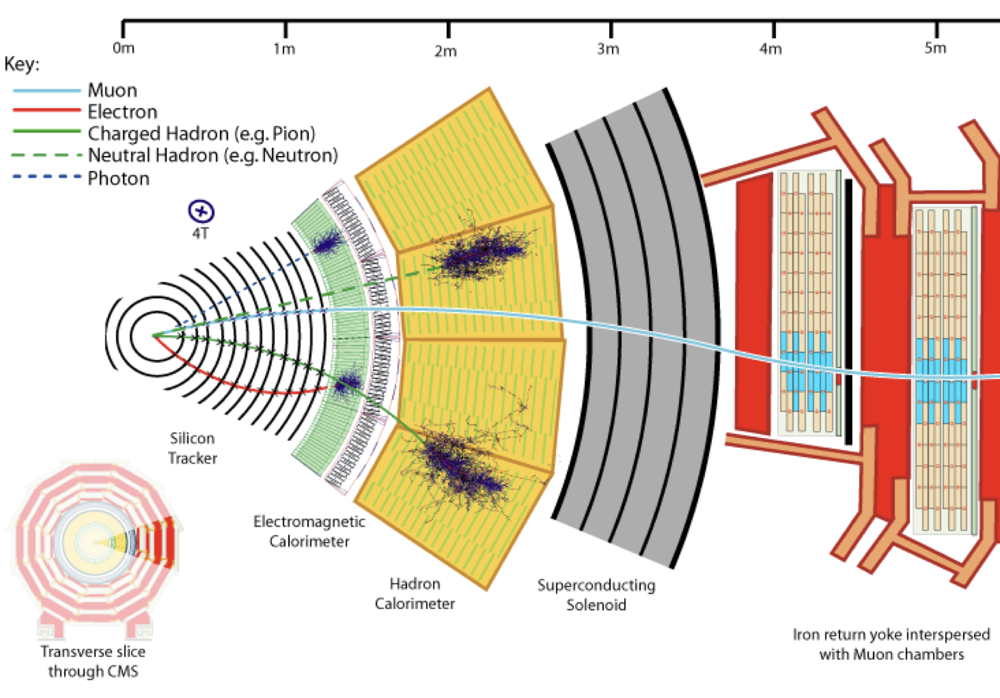 0m
1m
2m
3m
4m
5m
Key:
Muon
Electron
Charged Hadron (e.g. Pion)
Neutral Hadron (e.g. Neutron)
Photon
4T
Silicon
Tracker
Electromagnetic
Calorimeter
Hadron
Calorimeter
Superconducting
Solenoid
Iron return yoke interspersed
with Muon chambers
Transverse slice
through CMS